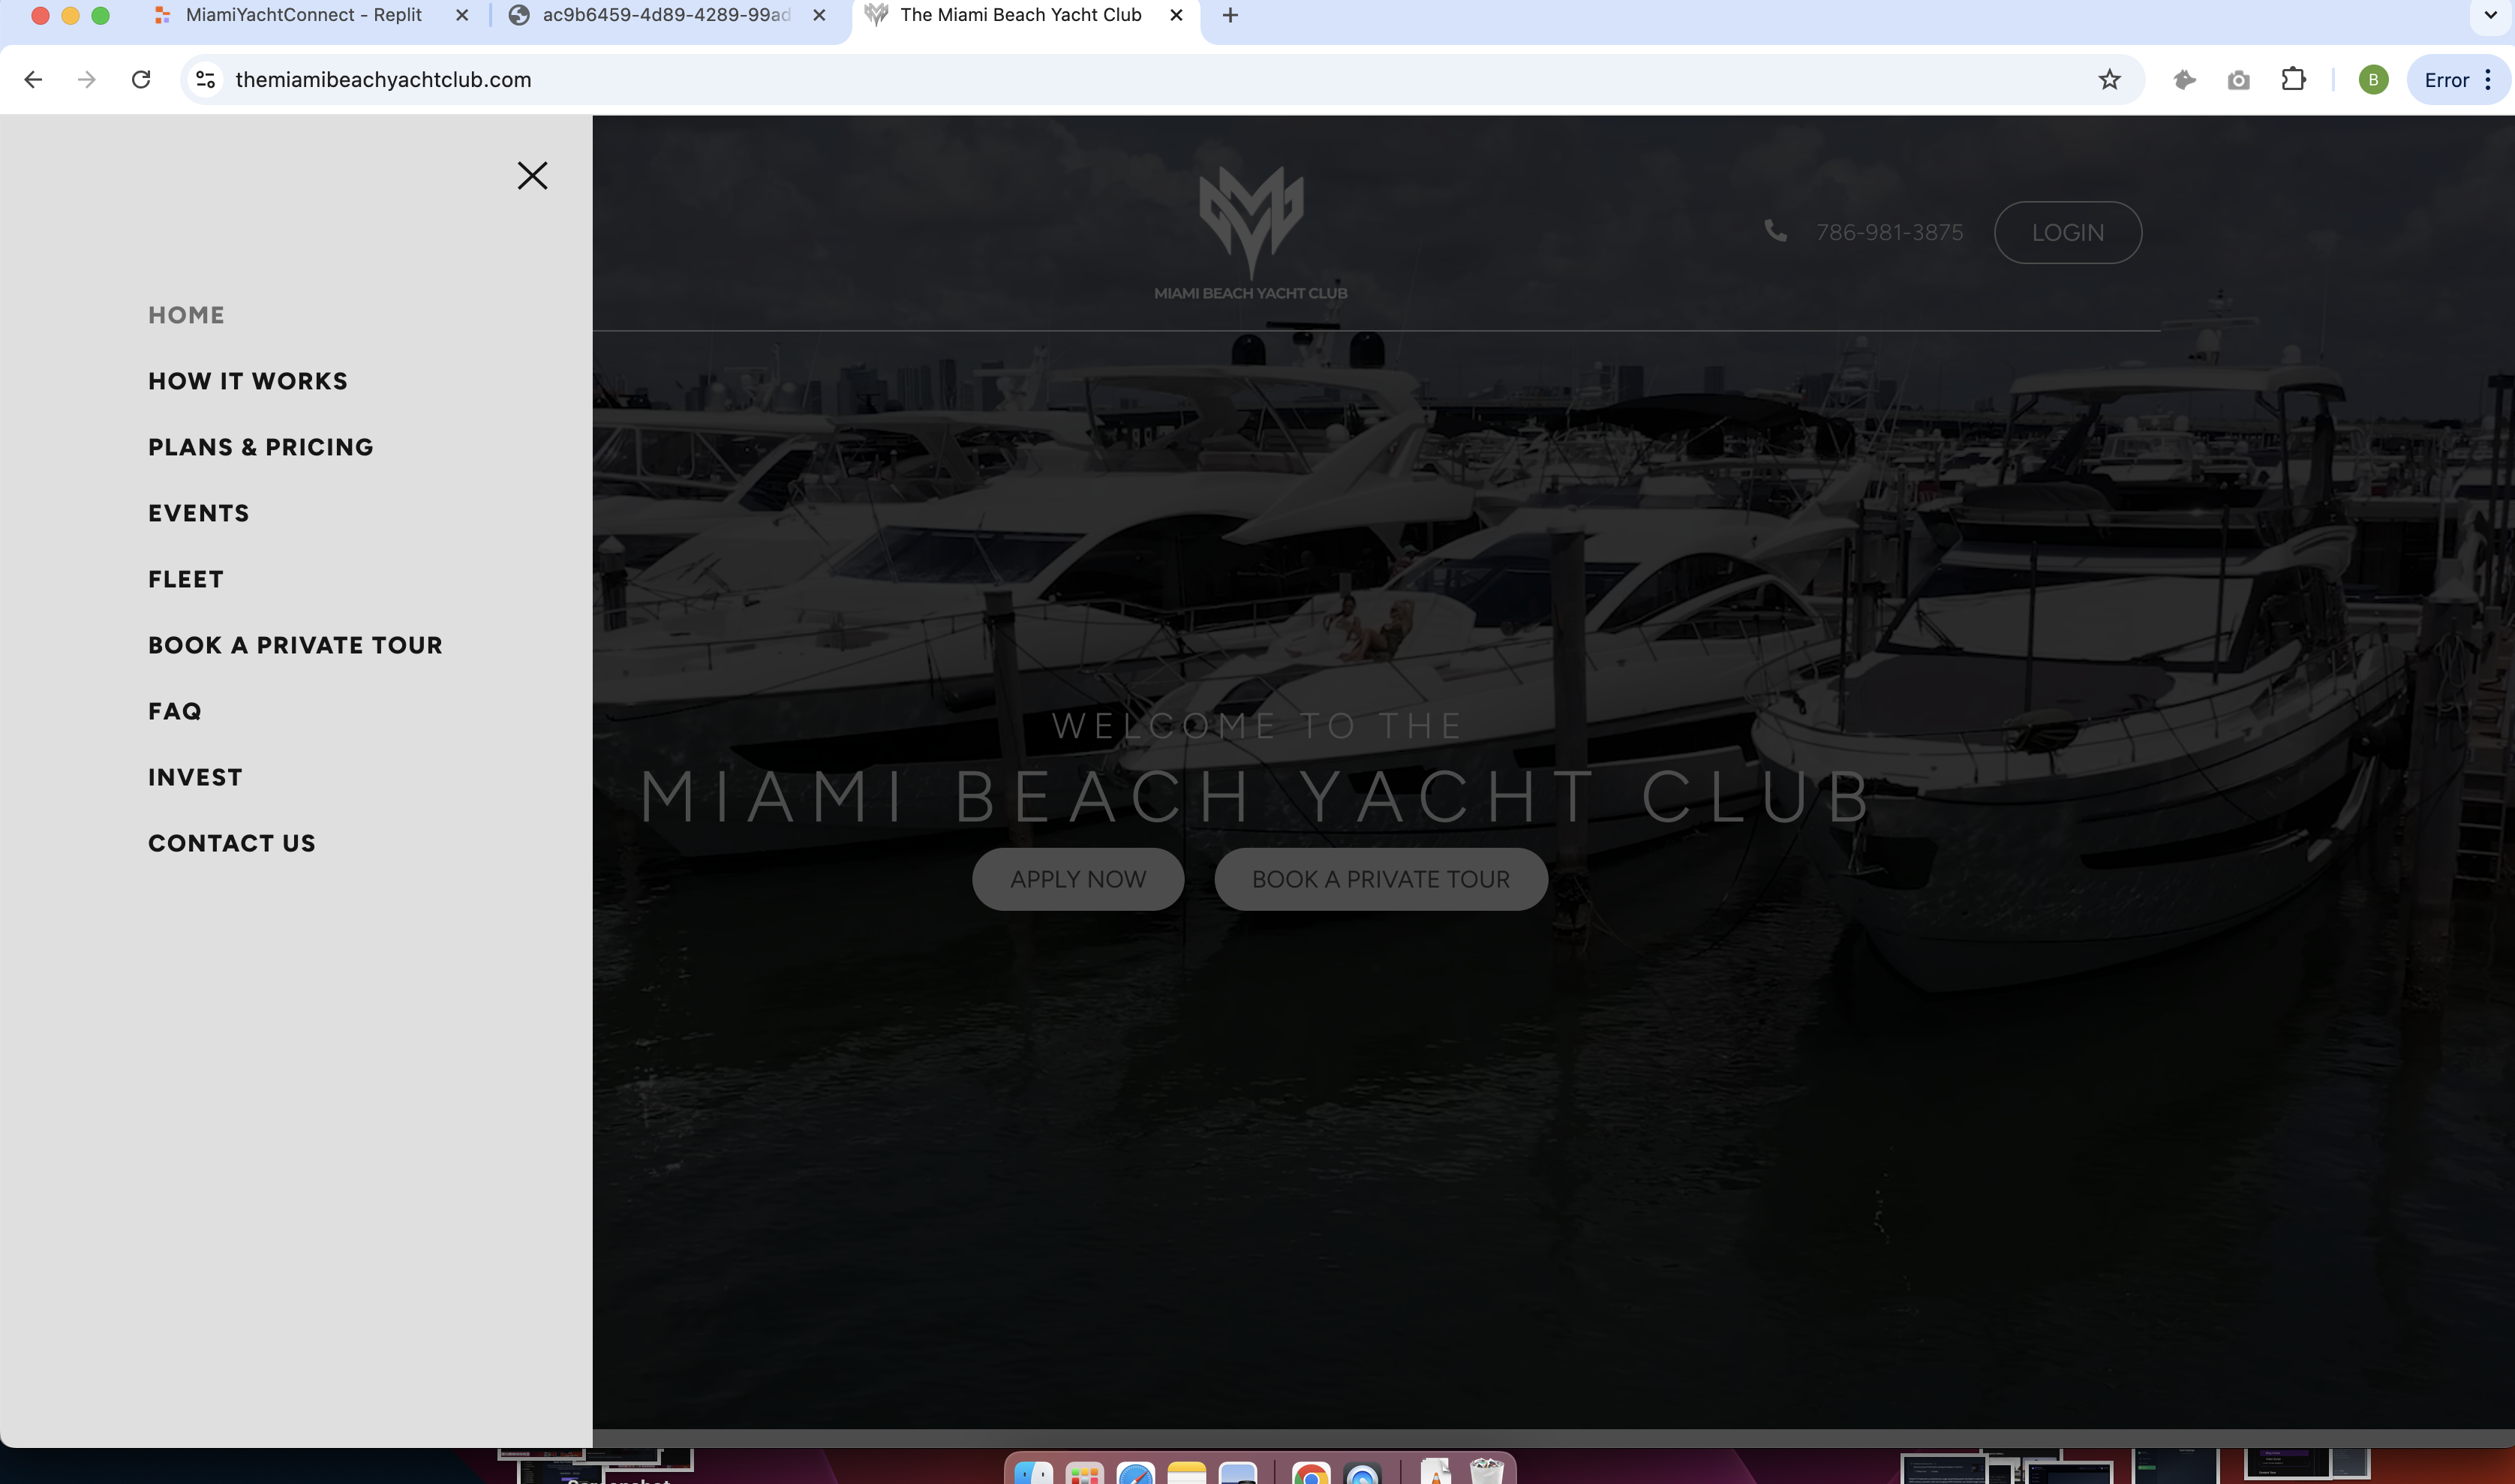 MiamiYachtConnect - Replit
ac9b6459-4d89-4289-99ad
The Miami Beach Yacht Club
themiamibeachyachtclub.com
B
Error
HOME
HOW IT WORKS
PLANS & PRICING
EVENTS
FLEET
BOOK A PRIVATE TOUR
FAQ
INVEST
CONTACT US
MIAMI BEACH YACHT CLUB
786-981-3875
LOGIN
WELCOME TO THE
MIAMI BEACH YACHT CLUB
APPLY NOW
BOOK A PRIVATE TOUR